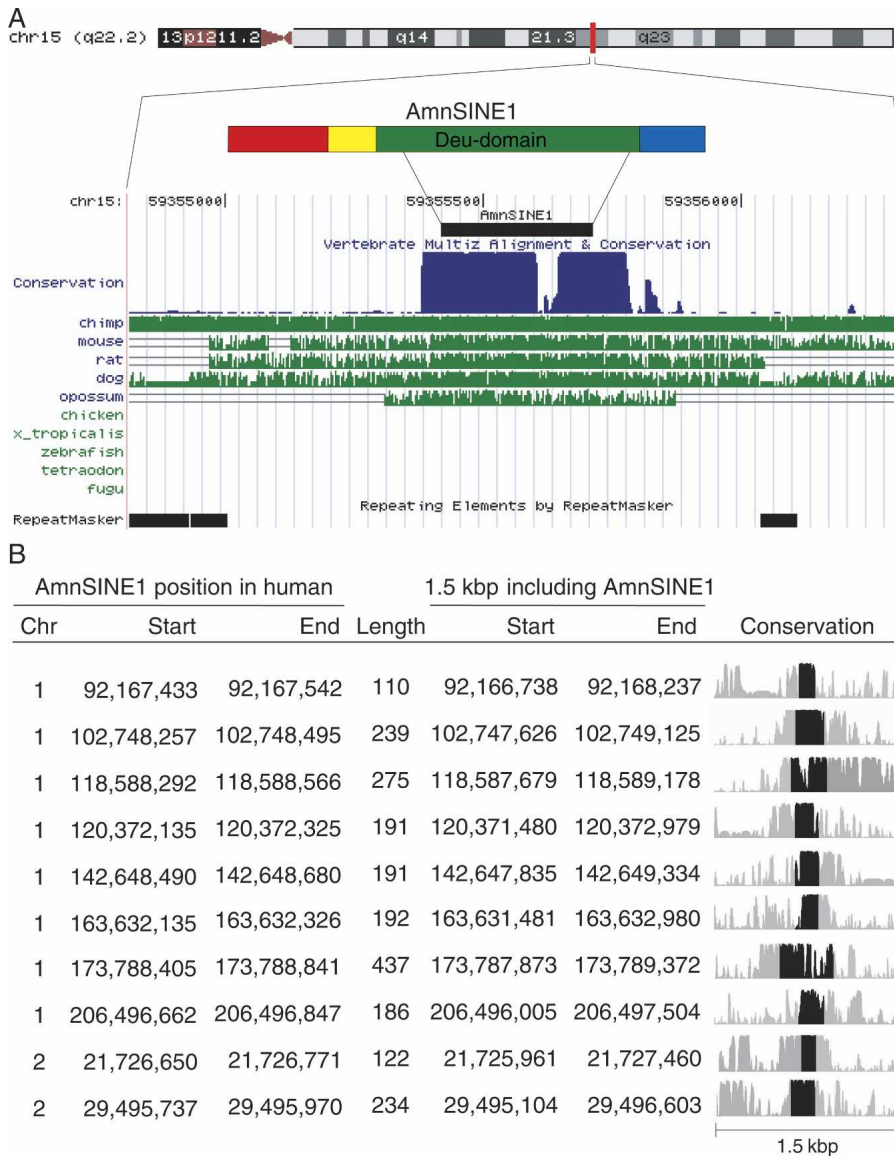 A
chr15 (q22.2) 13 p12 11.2 q14 21.3 q23
AmnSINE1
Deu-domain
chr15: 59355000| 59355500| 59356000|
AmnSINE1
Vertebrate Multiz Alignment & Conservation
Conservation
chimp
mouse
rat
dog
opossum
chicken
x_tropicalis
zebrafish
tetraodon
fugu
Repeating Elements by RepeatMasker
RepeatMasker
B
AmnSINE1 position in human 1.5 kbp including AmnSINE1
Chr Start End Length Start End Conservation
1 92,167,433 92,167,542 110 92,166,738 92,168,237
1 102,748,257 102,748,495 239 102,747,626 102,749,125
1 118,588,292 118,588,566 275 118,587,679 118,589,178
1 120,372,135 120,372,325 191 120,371,480 120,372,979
1 142,648,490 142,648,680 191 142,647,835 142,649,334
1 163,632,135 163,632,326 192 163,631,481 163,632,980
1 173,788,405 173,788,841 437 173,787,873 173,789,372
1 206,496,662 206,496,847 186 206,496,005 206,497,504
2 21,726,650 21,726,771 122 21,725,961 21,727,460
2 29,495,737 29,495,970 234 29,495,104 29,496,603
1.5 kbp